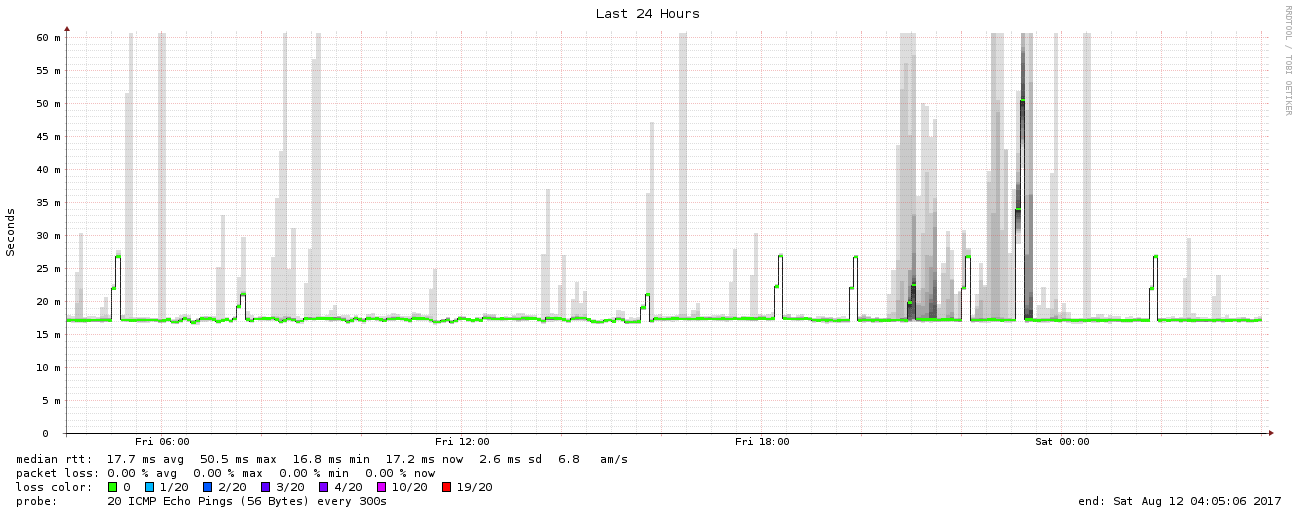 Last 24 Hours
RRDTOOL / TOBI OETIKER
Seconds
60 m
55 m
50 m
45 m
40 m
35 m
30 m
25 m
20 m
15 m
10 m
5 m
0
Fri 06:00 Fri 12:00 Fri 18:00 Sat 00:00
median rtt: 17.7 ms avg 50.5 ms max 16.8 ms min 17.2 ms now 2.6 ms sd 6.8 am/s
packet loss: 0.00 % avg 0.00 % max 0.00 % min 0.00 % now
loss color: 0 1/20 2/20 3/20 4/20 10/20 19/20
probe: 20 ICMP Echo Pings (56 Bytes) every 300s end: Sat Aug 12 04:05:06 2017